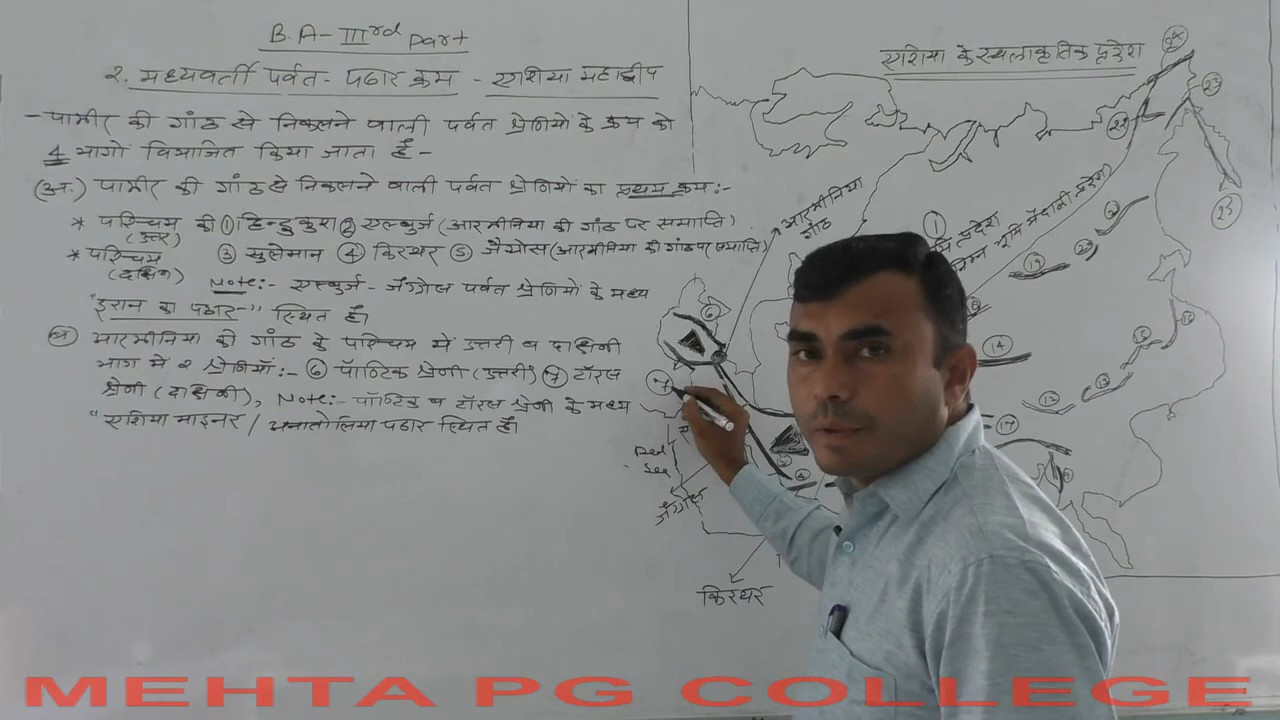 B.A - IIIrd Part
२. मध्यवर्ती पर्वत - पठार क्रम - एशिया महाद्वीप
- पामीर की गांठ से निकलने वाली पर्वत श्रेणियों के क्रम को
4 भागों विभाजित किया जाता हैं -
(अ.) पामीर की गांठ से निकलने वाली पर्वत श्रेणियों का प्रथम क्रम :-
* पश्चिम की ① हिन्दुकुश ② एल्बुर्ज (आरमीनिया की गांठ पर समाप्ति)
(उत्तर)
* पश्चिम ③ सुलेमान ④ किरथर ⑤ जैग्रोस (आरमीनिया की गांठ पर समाप्ति)
(दक्षिण)
Note:- एल्बुर्ज - जैग्रोस पर्वत श्रेणियों के मध्य
"ईरान का पठार -" स्थित हैं।
आरमीनिया की गांठ के पश्चिम में उत्तरी व दक्षिणी
भाग में २ श्रेणियाँ :- ⑥ पॉण्टिक श्रेणी (उत्तरी) ⑦ टॉरस
श्रेणी (दक्षिणी), Note:- पॉण्टिक व टॉरस श्रेणी के मध्य
"एशिया माइनर / अनातोलिया पठार स्थित हैं।
एशिया के स्थलाकृतिक प्रदेश
आरमीनिया
गांठ
निम्न भूमि मैदानी प्रदेश
Red
Sea
जैग्रोस
किरथर
MEHTA PG COLLEGE